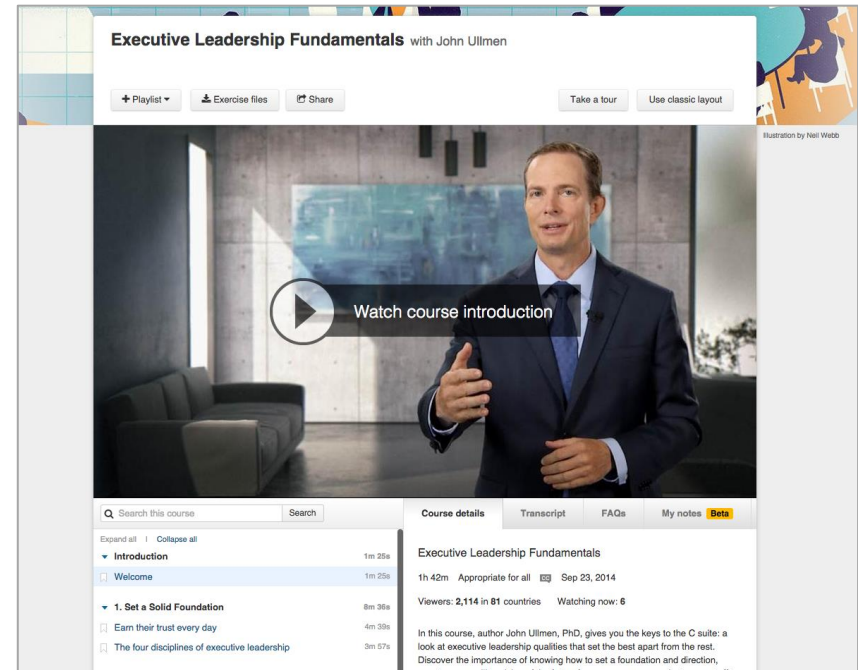 Executive Leadership Fundamentals with John Ullmen
Playlist
Exercise files
Share
Take a tour
Use classic layout
Illustration by Neil Webb
Watch course introduction
Search this course
Search
Course details
Transcript
FAQs
My notes Beta
Expand all | Collapse all
Introduction 1m 25s
Welcome 1m 25s
1. Set a Solid Foundation 8m 36s
Earn their trust every day 4m 39s
The four disciplines of executive leadership 3m 57s
Executive Leadership Fundamentals
1h 42m Appropriate for all CC Sep 23, 2014
Viewers: 2,114 in 81 countries Watching now: 6
In this course, author John Ullmen, PhD, gives you the keys to the C suite: a
look at executive leadership qualities that set the best apart from the rest.
Discover the importance of knowing how to set a foundation and direction,